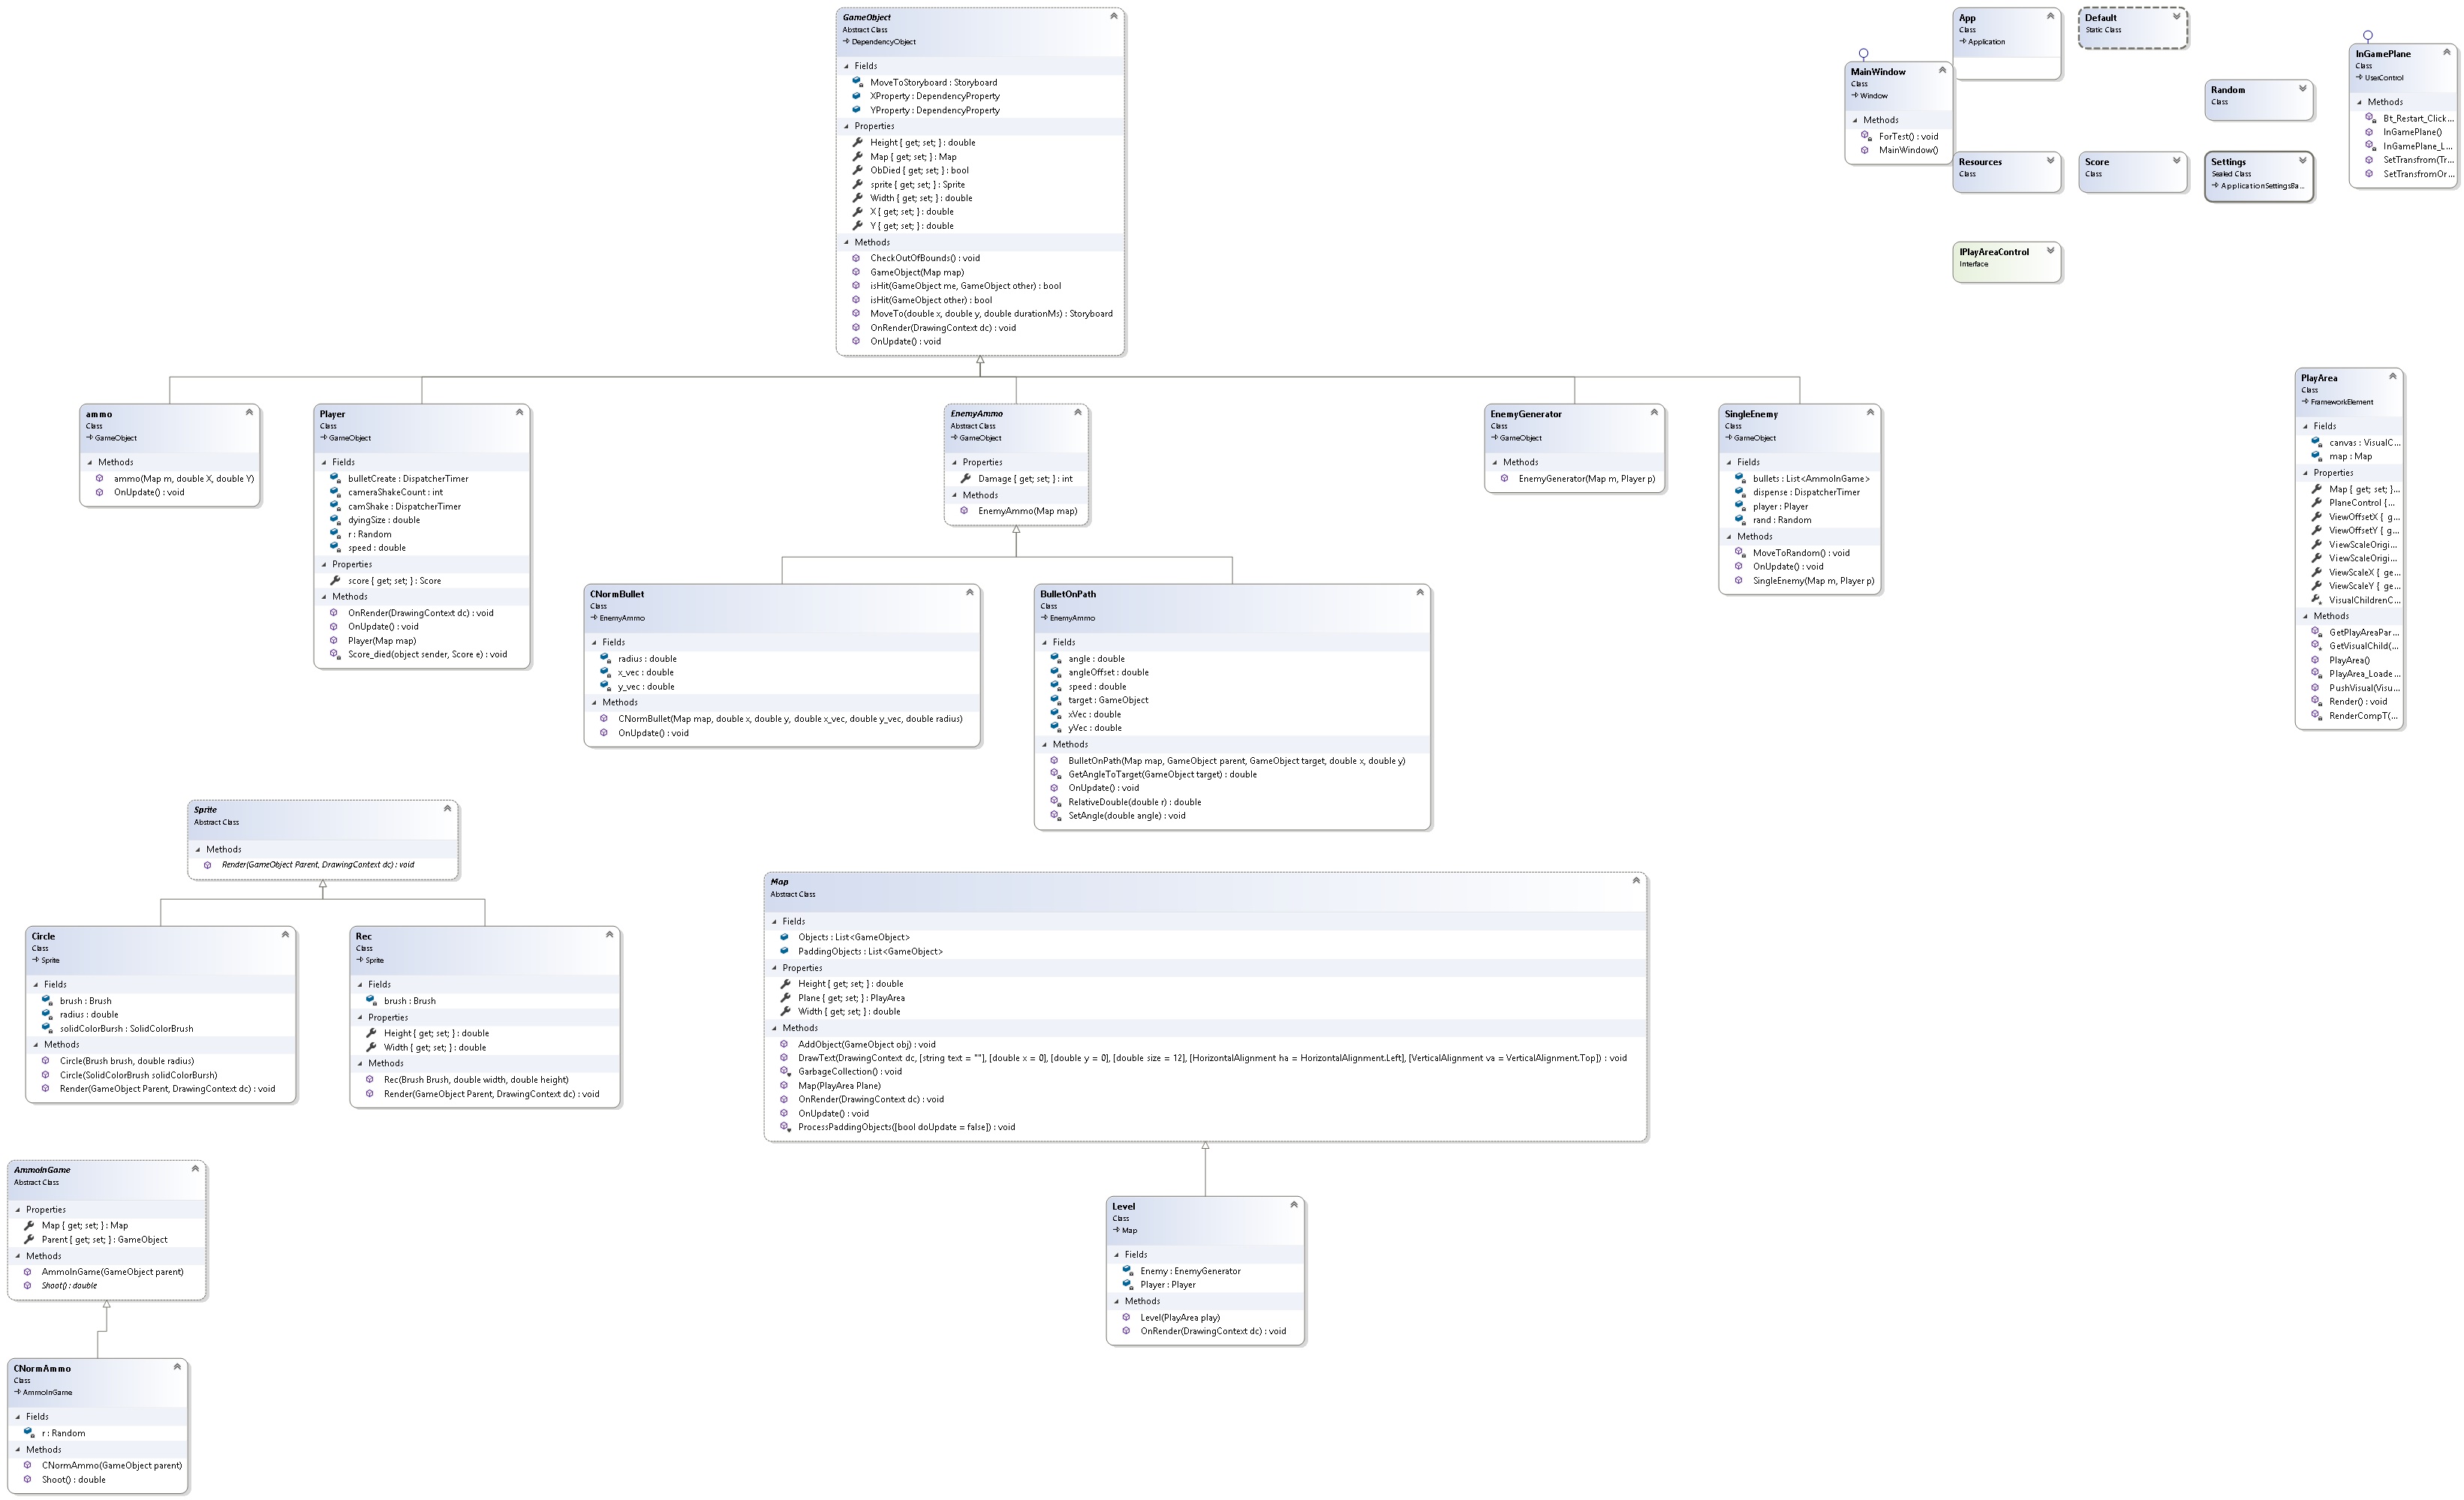 GameObject
Abstract Class
DependencyObject
Fields
MoveToStoryboard : Storyboard
XProperty : DependencyProperty
YProperty : DependencyProperty
Properties
Height { get; set; } : double
Map { get; set; } : Map
ObDied { get; set; } : bool
sprite { get; set; } : Sprite
Width { get; set; } : double
X { get; set; } : double
Y { get; set; } : double
Methods
CheckOutOfBounds() : void
GameObject(Map map)
isHit(GameObject me, GameObject other) : bool
isHit(GameObject other) : bool
MoveTo(double x, double y, double durationMs) : Storyboard
OnRender(DrawingContext dc) : void
OnUpdate() : void
MainWindow
Class
Window
Methods
ForTest() : void
MainWindow()
App
Class
Application
Default
Static Class
Random
Class
InGamePlane
Class
UserControl
Methods
Bt_Restart_Click...
InGamePlane()
InGamePlane_L...
SetTransfrom(Tr...
SetTransfromOr...
Resources
Class
Score
Class
Settings
Sealed Class
ApplicationSettingsBa...
IPlayAreaControl
Interface
ammo
Class
GameObject
Methods
ammo(Map m, double X, double Y)
OnUpdate() : void
Player
Class
GameObject
Fields
bulletCreate : DispatcherTimer
cameraShakeCount : int
camShake : DispatcherTimer
dyingSize : double
r : Random
speed : double
Properties
score { get; set; } : Score
Methods
OnRender(DrawingContext dc) : void
OnUpdate() : void
Player(Map map)
Score_died(object sender, Score e) : void
EnemyAmmo
Abstract Class
GameObject
Properties
Damage { get; set; } : int
Methods
EnemyAmmo(Map map)
EnemyGenerator
Class
GameObject
Methods
EnemyGenerator(Map m, Player p)
SingleEnemy
Class
GameObject
Fields
bullets : List<AmmoInGame>
dispense : DispatcherTimer
player : Player
rand : Random
Methods
MoveToRandom() : void
OnUpdate() : void
SingleEnemy(Map m, Player p)
PlayArea
Class
FrameworkElement
Fields
canvas : VisualC...
map : Map
Properties
Map { get; set; }...
PlaneControl {...
ViewOffsetX { g...
ViewOffsetY { g...
ViewScaleOrigi...
ViewScaleOrigi...
ViewScaleX { ge...
ViewScaleY { ge...
VisualChildrenC...
Methods
GetPlayAreaPar...
GetVisualChild(...
PlayArea()
PlayArea_Loade...
PushVisual(Visu...
Render() : void
RenderCompT(...
CNormBullet
Class
EnemyAmmo
Fields
radius : double
x_vec : double
y_vec : double
Methods
CNormBullet(Map map, double x, double y, double x_vec, double y_vec, double radius)
OnUpdate() : void
BulletOnPath
Class
EnemyAmmo
Fields
angle : double
angleOffset : double
speed : double
target : GameObject
xVec : double
yVec : double
Methods
BulletOnPath(Map map, GameObject parent, GameObject target, double x, double y)
GetAngleToTarget(GameObject target) : double
OnUpdate() : void
RelativeDouble(double r) : double
SetAngle(double angle) : void
Sprite
Abstract Class
Methods
Render(GameObject Parent, DrawingContext dc) : void
Circle
Class
Sprite
Fields
brush : Brush
radius : double
solidColorBursh : SolidColorBrush
Methods
Circle(Brush brush, double radius)
Circle(SolidColorBrush solidColorBursh)
Render(GameObject Parent, DrawingContext dc) : void
Rec
Class
Sprite
Fields
brush : Brush
Properties
Height { get; set; } : double
Width { get; set; } : double
Methods
Rec(Brush Brush, double width, double height)
Render(GameObject Parent, DrawingContext dc) : void
Map
Abstract Class
Fields
Objects : List<GameObject>
PaddingObjects : List<GameObject>
Properties
Height { get; set; } : double
Plane { get; set; } : PlayArea
Width { get; set; } : double
Methods
AddObject(GameObject obj) : void
DrawText(DrawingContext dc, [string text = ""], [double x = 0], [double y = 0], [double size = 12], [HorizontalAlignment ha = HorizontalAlignment.Left], [VerticalAlignment va = VerticalAlignment.Top]) : void
GarbageCollection() : void
Map(PlayArea Plane)
OnRender(DrawingContext dc) : void
OnUpdate() : void
ProcessPaddingObjects([bool doUpdate = false]) : void
AmmoInGame
Abstract Class
Properties
Map { get; set; } : Map
Parent { get; set; } : GameObject
Methods
AmmoInGame(GameObject parent)
Shoot() : double
Level
Class
Map
Fields
Enemy : EnemyGenerator
Player : Player
Methods
Level(PlayArea play)
OnRender(DrawingContext dc) : void
CNormAmmo
Class
AmmoInGame
Fields
r : Random
Methods
CNormAmmo(GameObject parent)
Shoot() : double